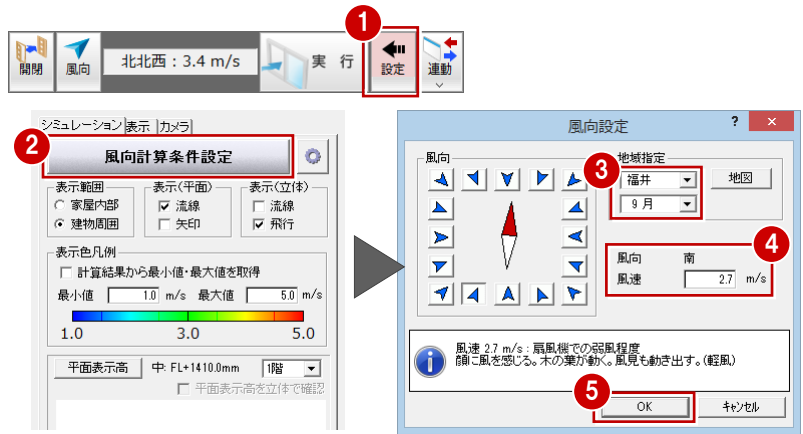 1
開閉 風向 北北西：3.4 m/s 実 行 設定 連動
シミュレーション 表示 カメラ
2
風向計算条件設定
表示範囲 表示(平面) 表示(立体)
家屋内部 流線 流線
建物周囲 矢印 飛行
表示色凡例
計算結果から最小値・最大値を取得
最小値 1.0 m/s 最大値 5.0 m/s
1.0 3.0 5.0
平面表示高 中: FL+1410.0mm 1階
平面表示高を立体で確認
風向設定 ? ×
風向
3
地域指定
福井 地図
9 月
4
風向 南
風速 2.7 m/s
風速 2.7 m/s : 扇風機での弱風程度
顔に風を感じる。木の葉が動く。風見も動き出す。(軽風)
5
OK キャンセル